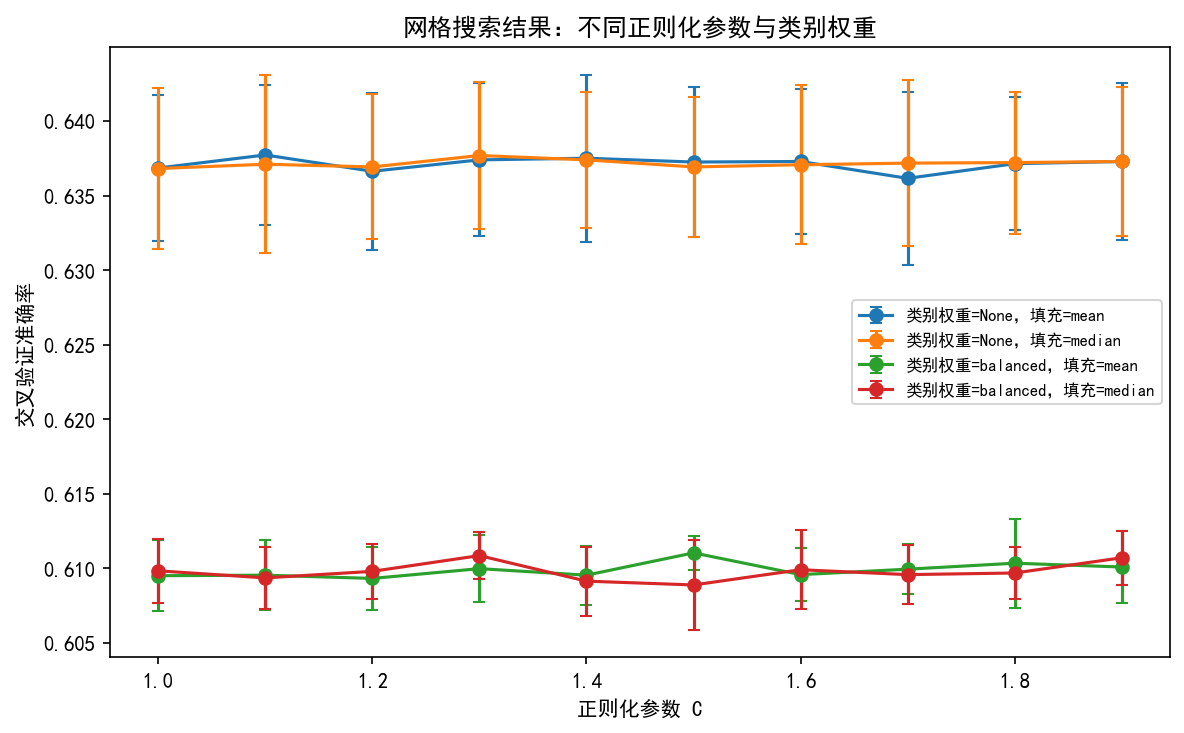 网格搜索结果：不同正则化参数与类别权重
交叉验证准确率
0.640
0.635
0.630
0.625
0.620
0.615
0.610
0.605
类别权重=None, 填充=mean
类别权重=None, 填充=median
类别权重=balanced, 填充=mean
类别权重=balanced, 填充=median
1.0 1.2 1.4 1.6 1.8
正则化参数 C